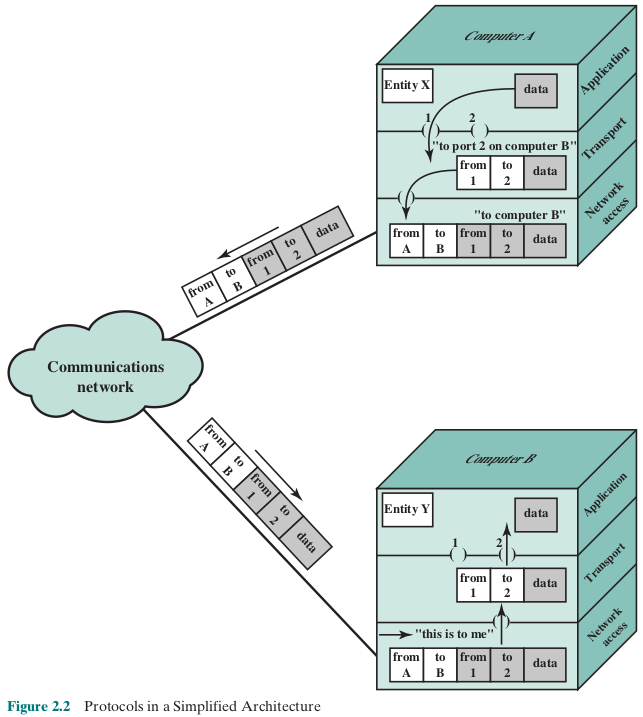 Computer A
Entity X
data
Application
1
2
"to port 2 on computer B"
Transport
from 1
to 2
data
"to computer B"
Network access
from A
to B
from 1
to 2
data
from A
to B
from 1
to 2
data
Communications
network
from A
to B
from 1
to 2
data
Computer B
Entity Y
data
Application
1
2
from 1
to 2
data
Transport
"this is to me"
Network access
from A
to B
from 1
to 2
data
Figure 2.2 Protocols in a Simplified Architecture